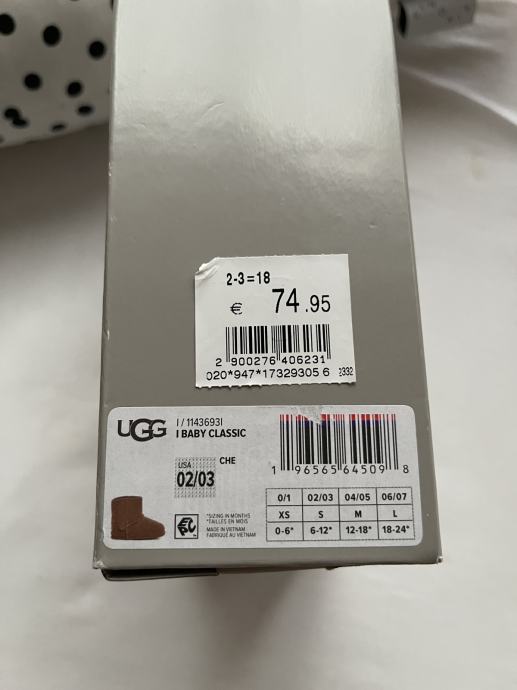 2-3=18
€ 74.95
2 900276 406231
020*947*17329305 6 2332
UGG
I / 1143693I
I BABY CLASSIC
CHE
USA
02/03
*SIZING IN MONTHS
*TAILLES EN MOIS
MADE IN VIETNAM
FABRIQUÉ AU VIETNAM
1 96565 64509 8
0/1 02/03 04/05 06/07
XS S M L
0-6* 6-12* 12-18* 18-24*